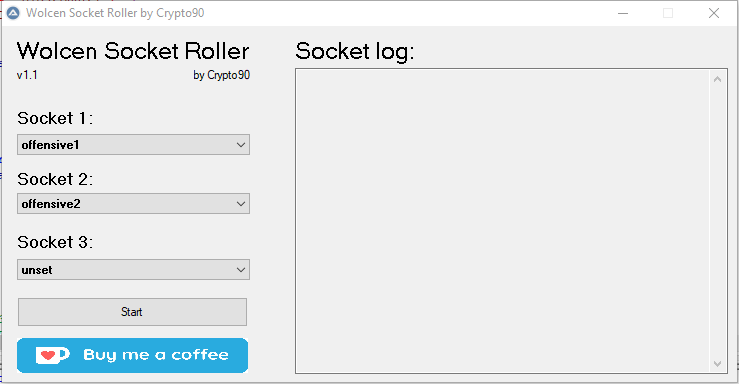 Wolcen Socket Roller by Crypto90
Wolcen Socket Roller
v1.1 by Crypto90
Socket 1:
offensive1
Socket 2:
offensive2
Socket 3:
unset
Start
Buy me a coffee
Socket log: